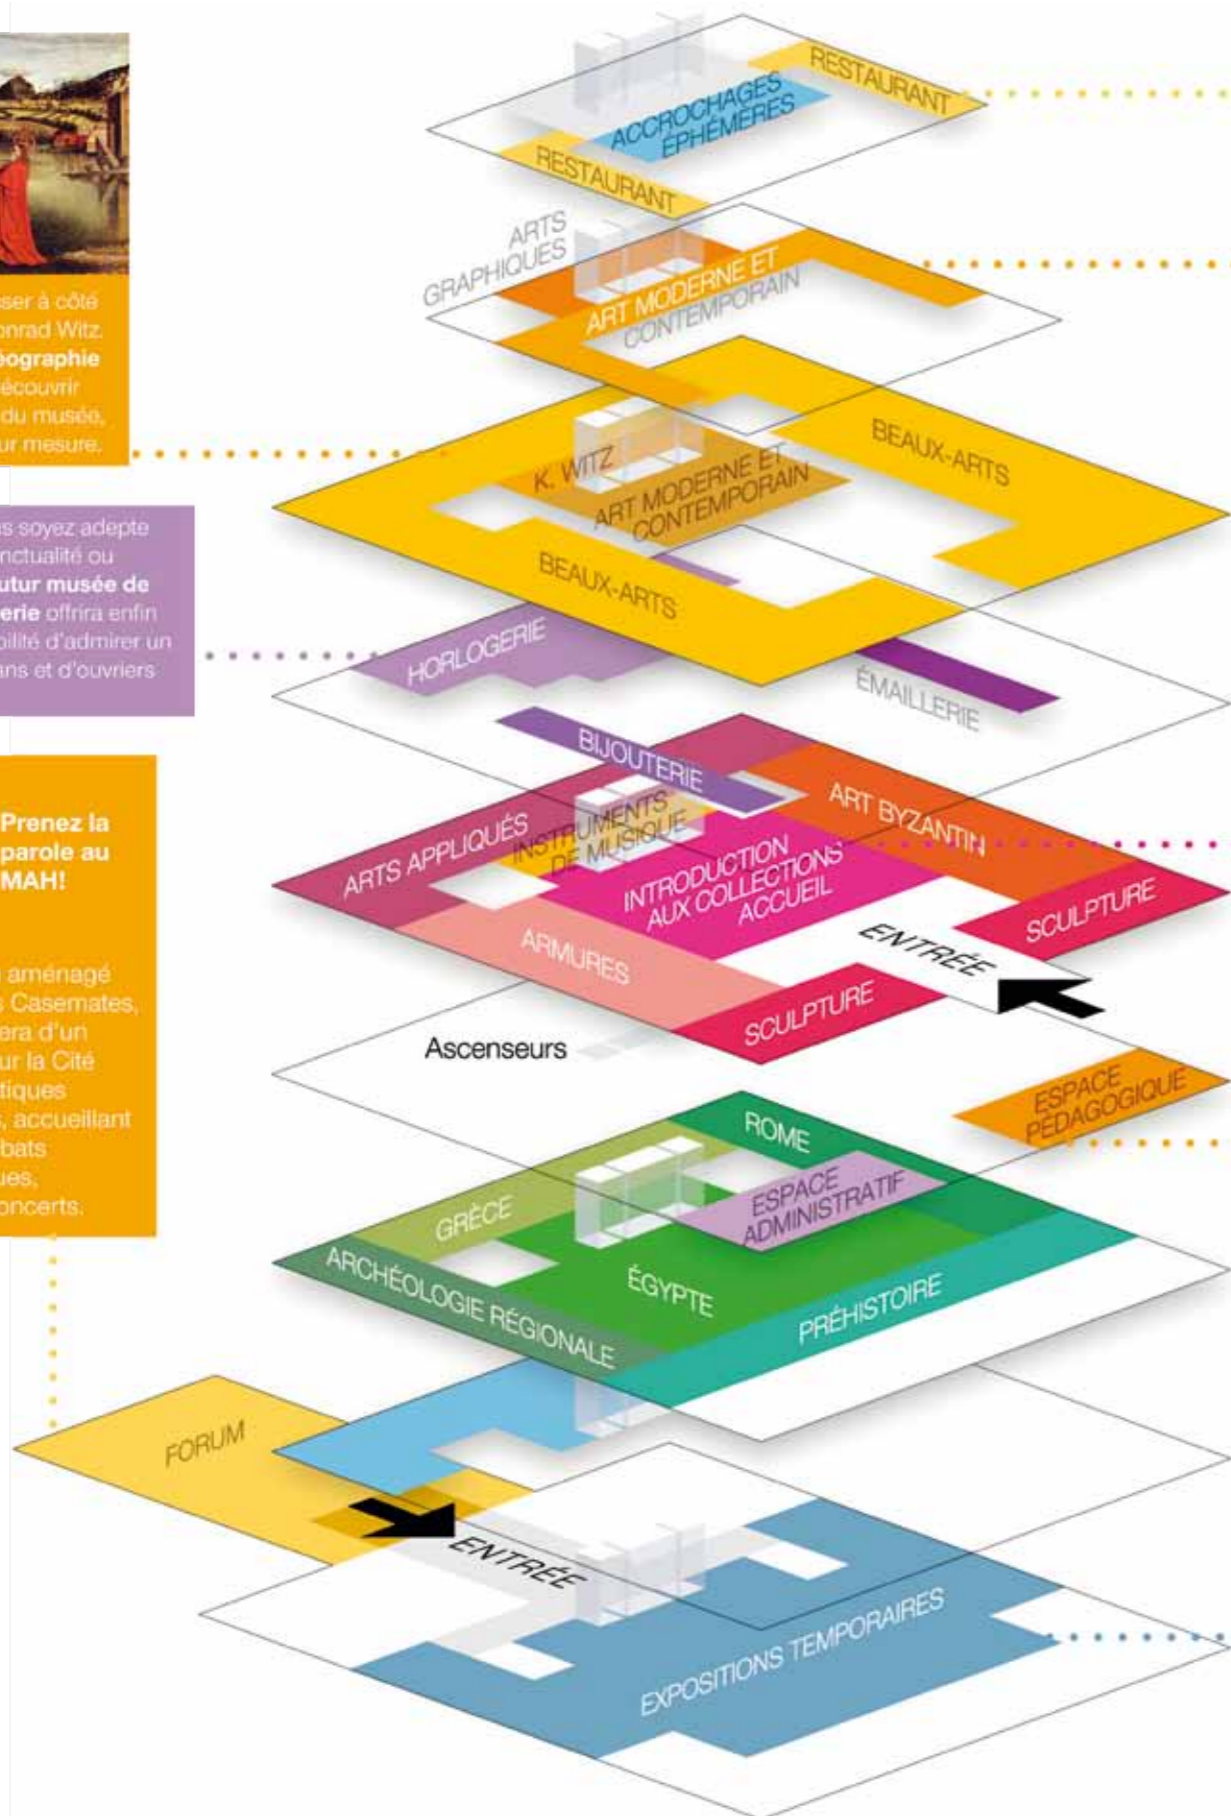 RESTAURANT
ACCROCHAGES
ÉPHÉMÈRES
RESTAURANT
ARTS
GRAPHIQUES
ART MODERNE ET
CONTEMPORAIN
sser à côté
onrad Witz.
éographie
découvrir
du musée,
ur mesure.
BEAUX-ARTS
K. WITZ
ART MODERNE ET
CONTEMPORAIN
BEAUX-ARTS
s soyez adepte
nctualité ou
utur musée de
erie offrira enfin
bilité d'admirer un
ans et d'ouvriers
HORLOGERIE
ÉMAILLERIE
BIJOUTERIE
ARTS APPLIQUÉS
INSTRUMENTS
DE MUSIQUE
ART BYZANTIN
INTRODUCTION
AUX COLLECTIONS
ACCUEIL
SCULPTURE
ARMURES
ENTRÉE
SCULPTURE
Prenez la
parole au
MAH!
aménagé
s Casemates,
era d'un
ur la Cité
tiques
s, accueillant
bats
ues,
oncerts.
Ascenseurs
ESPACE
PÉDAGOGIQUE
ROME
ESPACE
ADMINISTRATIF
GRÈCE
ARCHÉOLOGIE RÉGIONALE
ÉGYPTE
PRÉHISTOIRE
FORUM
ENTRÉE
EXPOSITIONS TEMPORAIRES